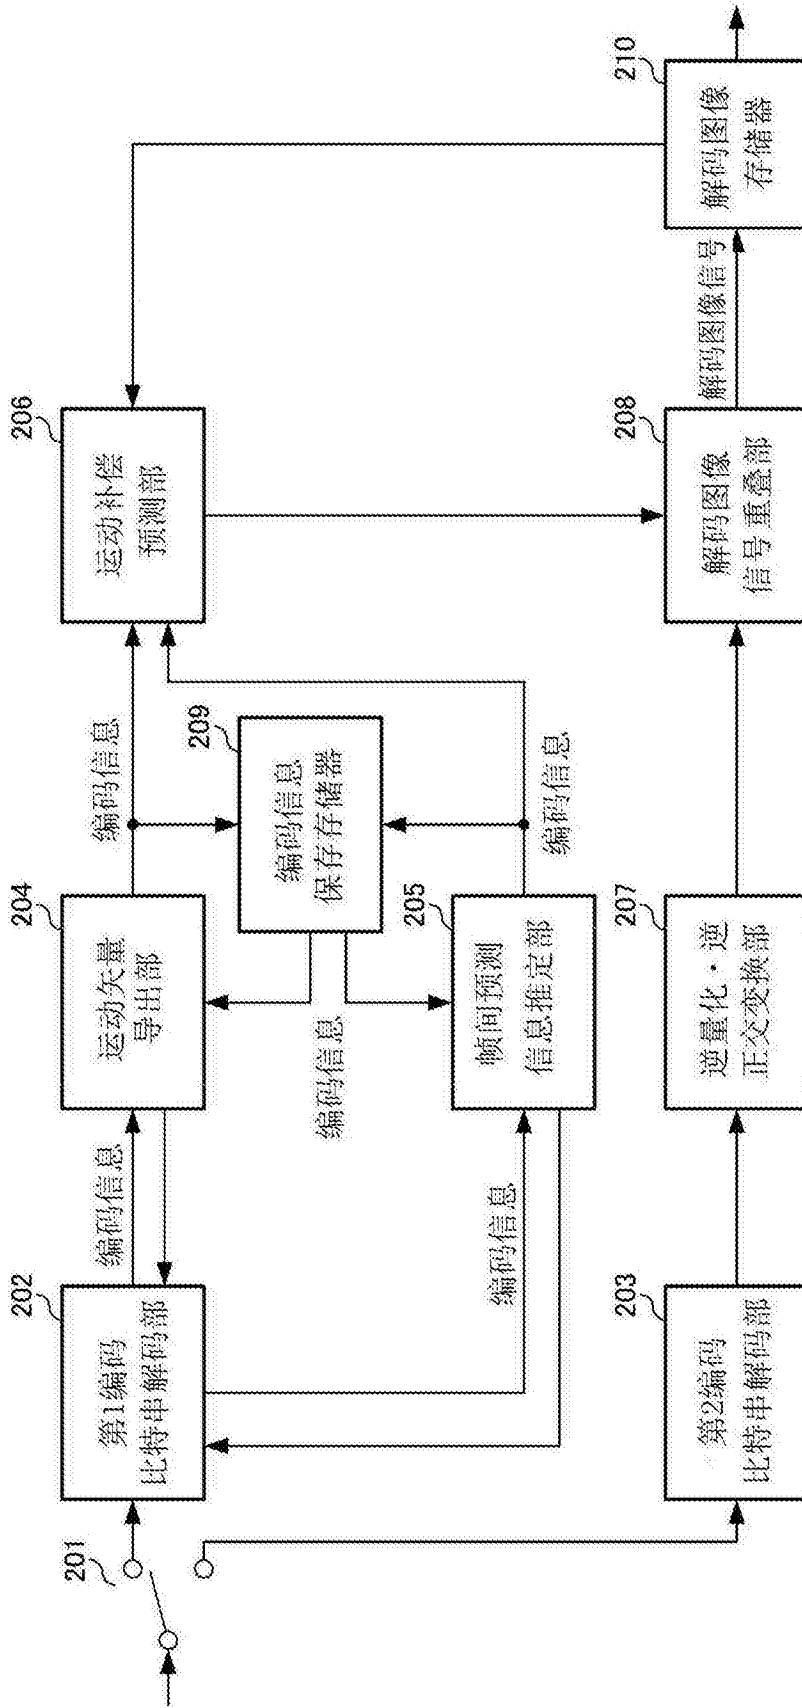 201
202
第1编码
比特串解码部
编码信息
204
运动矢量
导出部
编码信息
206
运动补偿
预测部
209
编码信息
保存存储器
编码信息
编码信息
205
帧间预测
信息推定部
编码信息
203
第2编码
比特串解码部
207
逆量化·逆
正交变换部
208
解码图像
信号重叠部
解码图像信号
210
解码图像
存储器